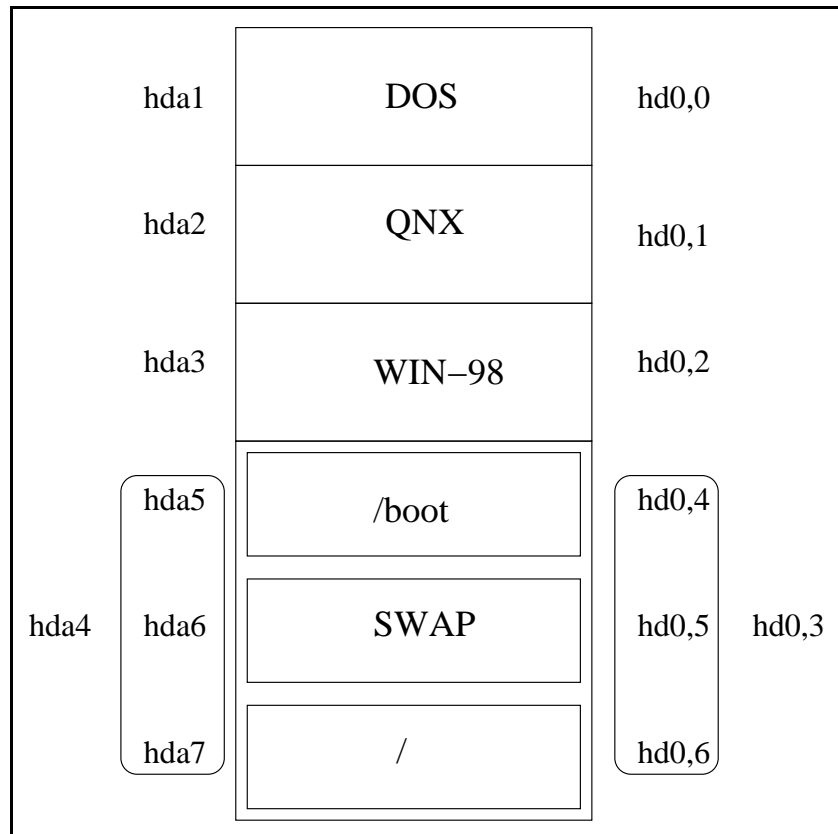 hda1 DOS hd0,0
hda2 QNX hd0,1
hda3 WIN−98 hd0,2
hda5 /boot hd0,4
hda4 hda6 SWAP hd0,5 hd0,3
hda7 / hd0,6